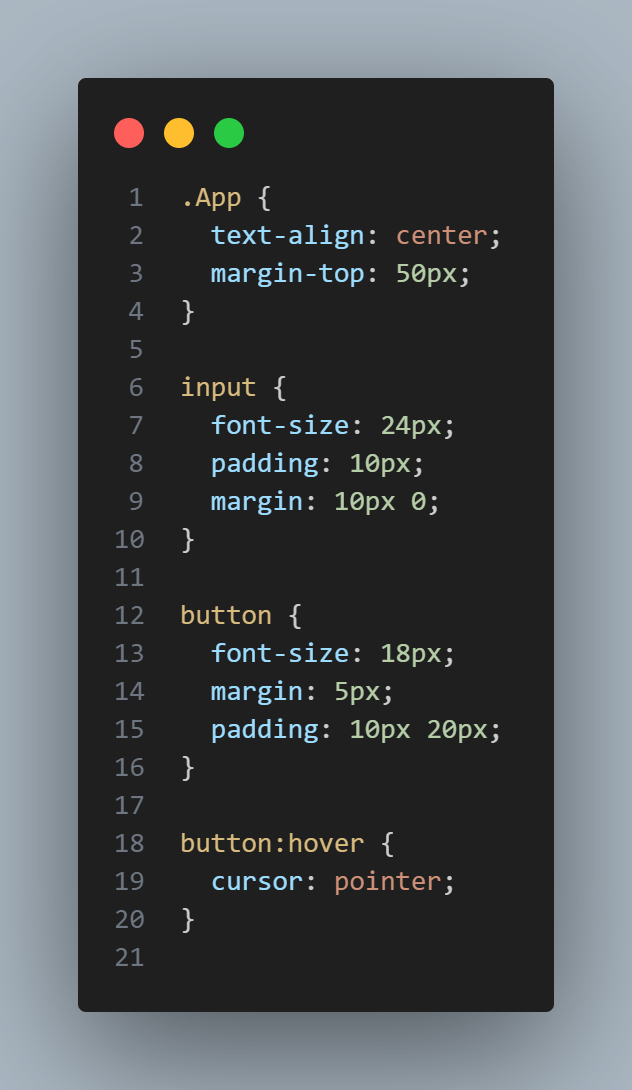 1 .App {
2   text-align: center;
3   margin-top: 50px;
4 }
5
6 input {
7   font-size: 24px;
8   padding: 10px;
9   margin: 10px 0;
10 }
11
12 button {
13   font-size: 18px;
14   margin: 5px;
15   padding: 10px 20px;
16 }
17
18 button:hover {
19   cursor: pointer;
20 }
21